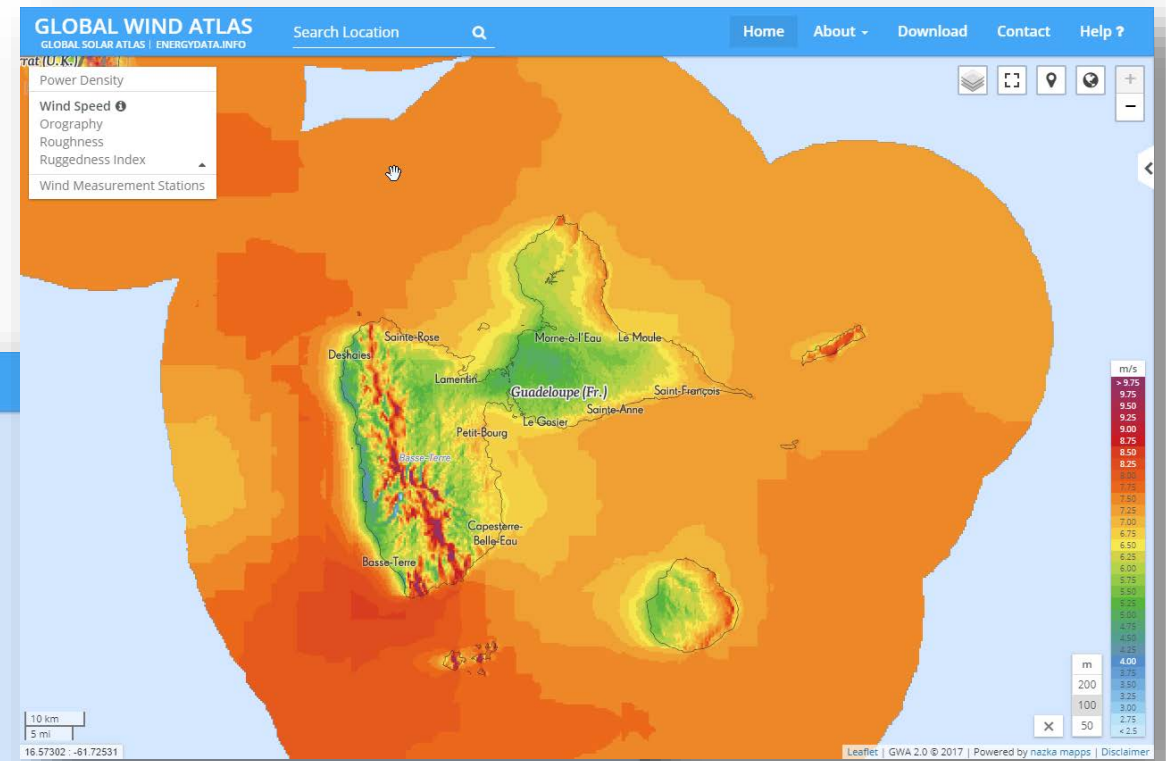 GLOBAL WIND ATLAS
GLOBAL SOLAR ATLAS | ENERGYDATA.INFO
Search Location
Home
About
Download
Contact
Help ?
rrat (U.K.)
Power Density
Wind Speed
Orography
Roughness
Ruggedness Index
Wind Measurement Stations
+
−
Sainte-Rose
Morne-à-l'Eau
Le Moule
Deshaies
Lamentin
Guadeloupe (Fr.)
Saint-François
Sainte-Anne
Le Gosier
Petit-Bourg
Basse-Terre
Capesterre-
Belle-Eau
Basse-Terre
m/s
> 9.75
9.75
9.50
9.25
9.00
8.75
8.50
8.25
8.00
7.75
7.50
7.25
7.00
6.75
6.50
6.25
6.00
5.75
5.50
5.25
5.00
4.75
4.50
4.25
4.00
3.75
3.50
3.25
3.00
2.75
< 2.5
m
200
100
50
10 km
5 mi
16.57302 : -61.72531
Leaflet | GWA 2.0 © 2017 | Powered by nazka mapps | Disclaimer